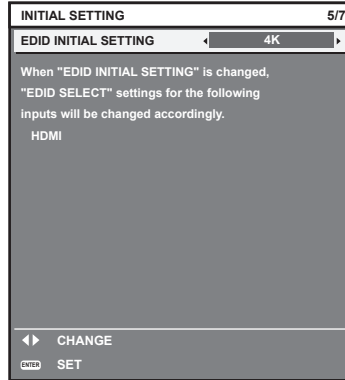 INITIAL SETTING 5/7
EDID INITIAL SETTING 4K
When "EDID INITIAL SETTING" is changed,
"EDID SELECT" settings for the following
inputs will be changed accordingly.
HDMI
CHANGE
ENTER SET